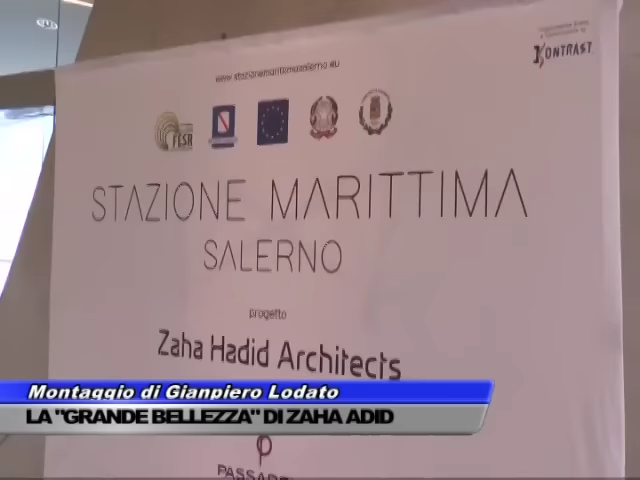 www.stazionemarittimasalerno.eu
KONTRAST
FESR
STAZIONE MARITTIMA
SALERNO
progetto
Zaha Hadid Architects
Montaggio di Gianpiero Lodato
LA "GRANDE BELLEZZA" DI ZAHA ADID